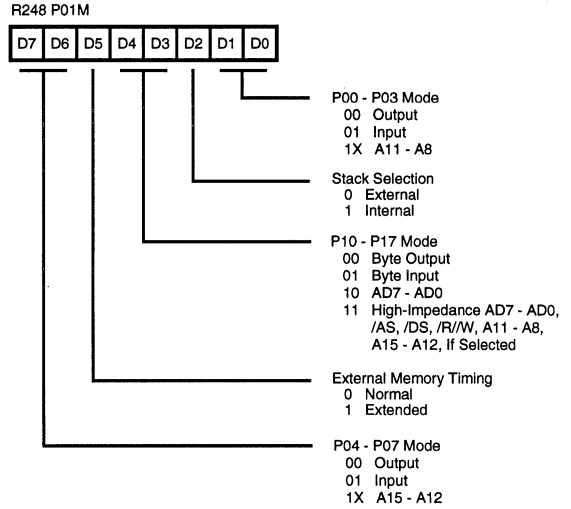 R248 P01M
D7 D6 D5 D4 D3 D2 D1 D0
P00 - P03 Mode
00 Output
01 Input
1X A11 - A8
Stack Selection
0 External
1 Internal
P10 - P17 Mode
00 Byte Output
01 Byte Input
10 AD7 - AD0
11 High-Impedance AD7 - AD0,
/AS, /DS, /R//W, A11 - A8,
A15 - A12, If Selected
External Memory Timing
0 Normal
1 Extended
P04 - P07 Mode
00 Output
01 Input
1X A15 - A12